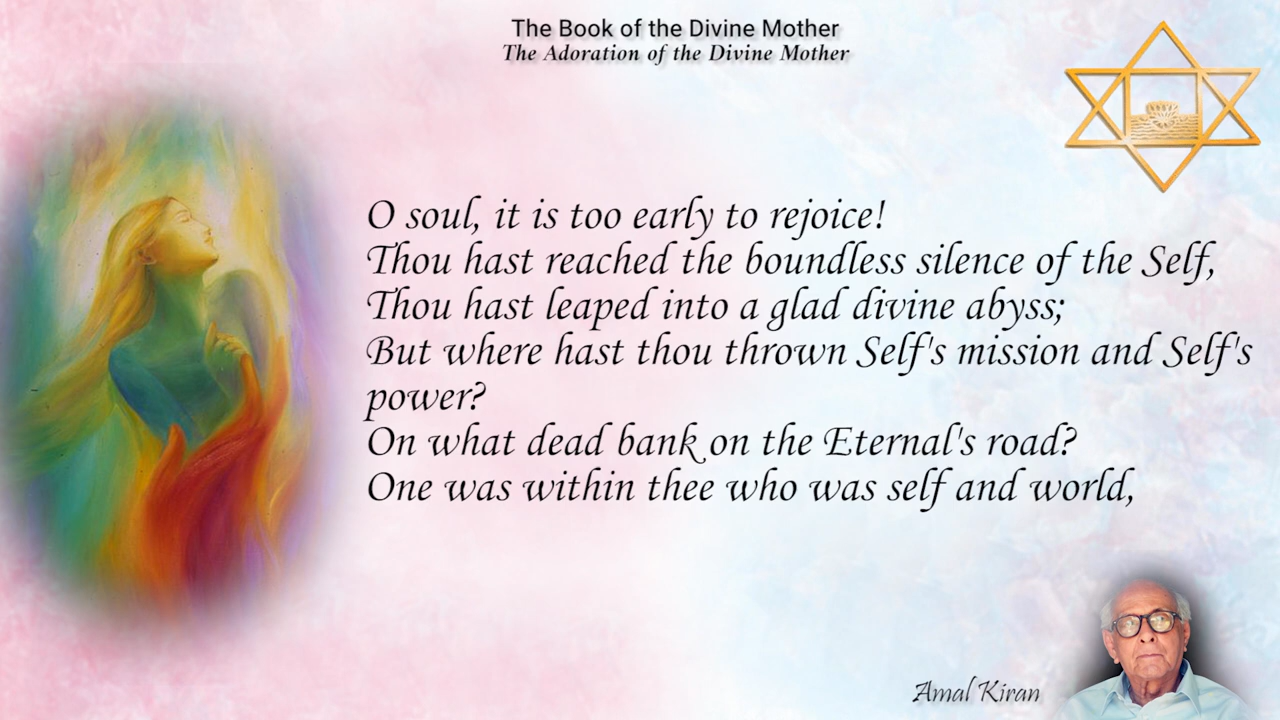 The Book of the Divine Mother
The Adoration of the Divine Mother
O soul, it is too early to rejoice!
Thou hast reached the boundless silence of the Self,
Thou hast leaped into a glad divine abyss;
But where hast thou thrown Self's mission and Self's
power?
On what dead bank on the Eternal's road?
One was within thee who was self and world,
Amal Kiran